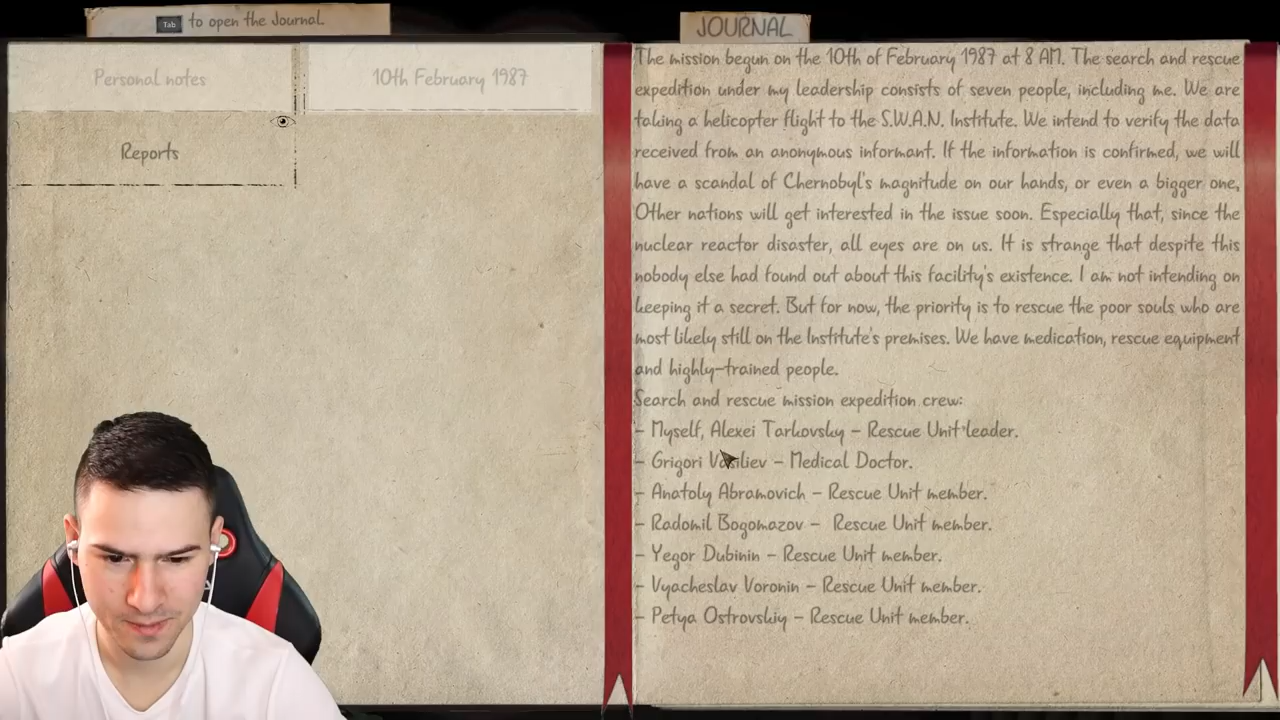 Tab to open the Journal.
JOURNAL
Personal notes
10th February 1987
Reports
The mission begun on the 10th of February 1987 at 8 AM. The search and rescue
expedition under my leadership consists of seven people, including me. We are
taking a helicopter flight to the S.W.A.N. Institute. We intend to verify the data
received from an anonymous informant. If the information is confirmed, we will
have a scandal of Chernobyl's magnitude on our hands, or even a bigger one,
Other nations will get interested in the issue soon. Especially that, since the
nuclear reactor disaster, all eyes are on us. It is strange that despite this
nobody else had found out about this facility's existence. I am not intending on
keeping it a secret. But for now, the priority is to rescue the poor souls who are
most likely still on the Institute's premises. We have medication, rescue equipment
and highly-trained people.
Search and rescue mission expedition crew:
- Myself, Alexei Tarkovsky - Rescue Unit leader.
- Grigori Vasiliev - Medical Doctor.
- Anatoly Abramovich - Rescue Unit member.
- Radomil Bogomazov - Rescue Unit member.
- Yegor Dubinin - Rescue Unit member.
- Vyacheslav Voronin - Rescue Unit member.
- Petya Ostrovskiy - Rescue Unit member.